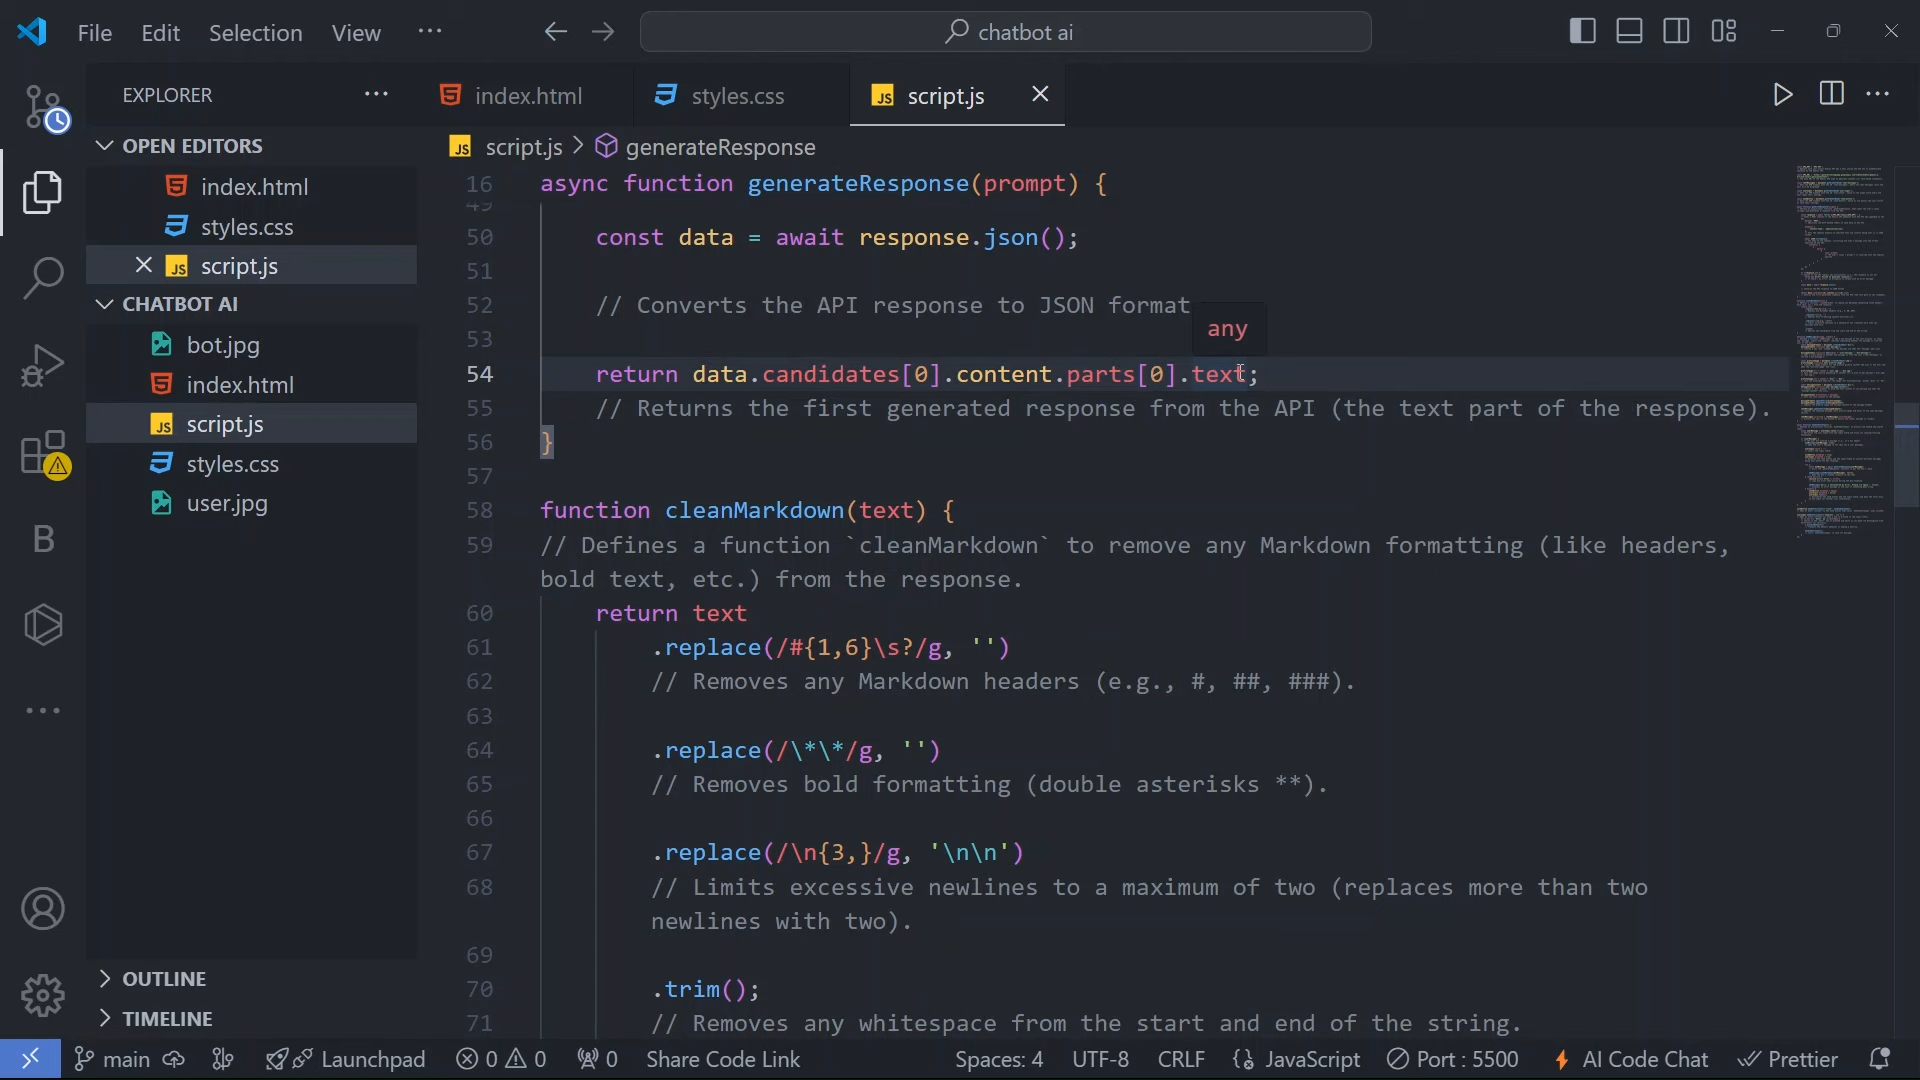 File Edit Selection View ··· chatbot ai
EXPLORER ··· index.html styles.css JS script.js
OPEN EDITORS
index.html
styles.css
JS script.js
CHATBOT AI
bot.jpg
index.html
JS script.js
styles.css
user.jpg
OUTLINE
TIMELINE
JS script.js > generateResponse
16 async function generateResponse(prompt) {
49
50 const data = await response.json();
51
52 // Converts the API response to JSON format
any
53
54 return data.candidates[0].content.parts[0].text;
55 // Returns the first generated response from the API (the text part of the response).
56 }
57
58 function cleanMarkdown(text) {
59 // Defines a function `cleanMarkdown` to remove any Markdown formatting (like headers,
bold text, etc.) from the response.
60 return text
61 .replace(/#{1,6}\s?/g, '')
62 // Removes any Markdown headers (e.g., #, ##, ###).
63
64 .replace(/\*\*/g, '')
65 // Removes bold formatting (double asterisks **).
66
67 .replace(/\n{3,}/g, '\n\n')
68 // Limits excessive newlines to a maximum of two (replaces more than two
newlines with two).
69
70 .trim();
71 // Removes any whitespace from the start and end of the string.
main Launchpad 0 0 0 Share Code Link Spaces: 4 UTF-8 CRLF {} JavaScript Port : 5500 AI Code Chat Prettier